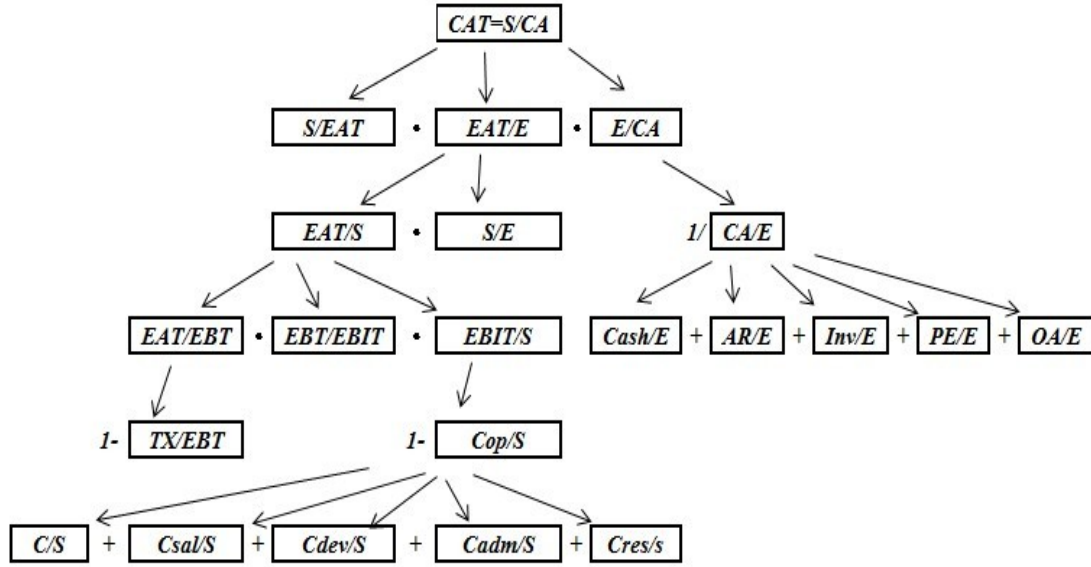 CAT=S/CA
S/EAT • EAT/E • E/CA
EAT/S • S/E 1/ CA/E
EAT/EBT • EBT/EBIT • EBIT/S Cash/E + AR/E + Inv/E + PE/E + OA/E
1- TX/EBT 1- Cop/S
C/S + Csal/S + Cdev/S + Cadm/S + Cres/s